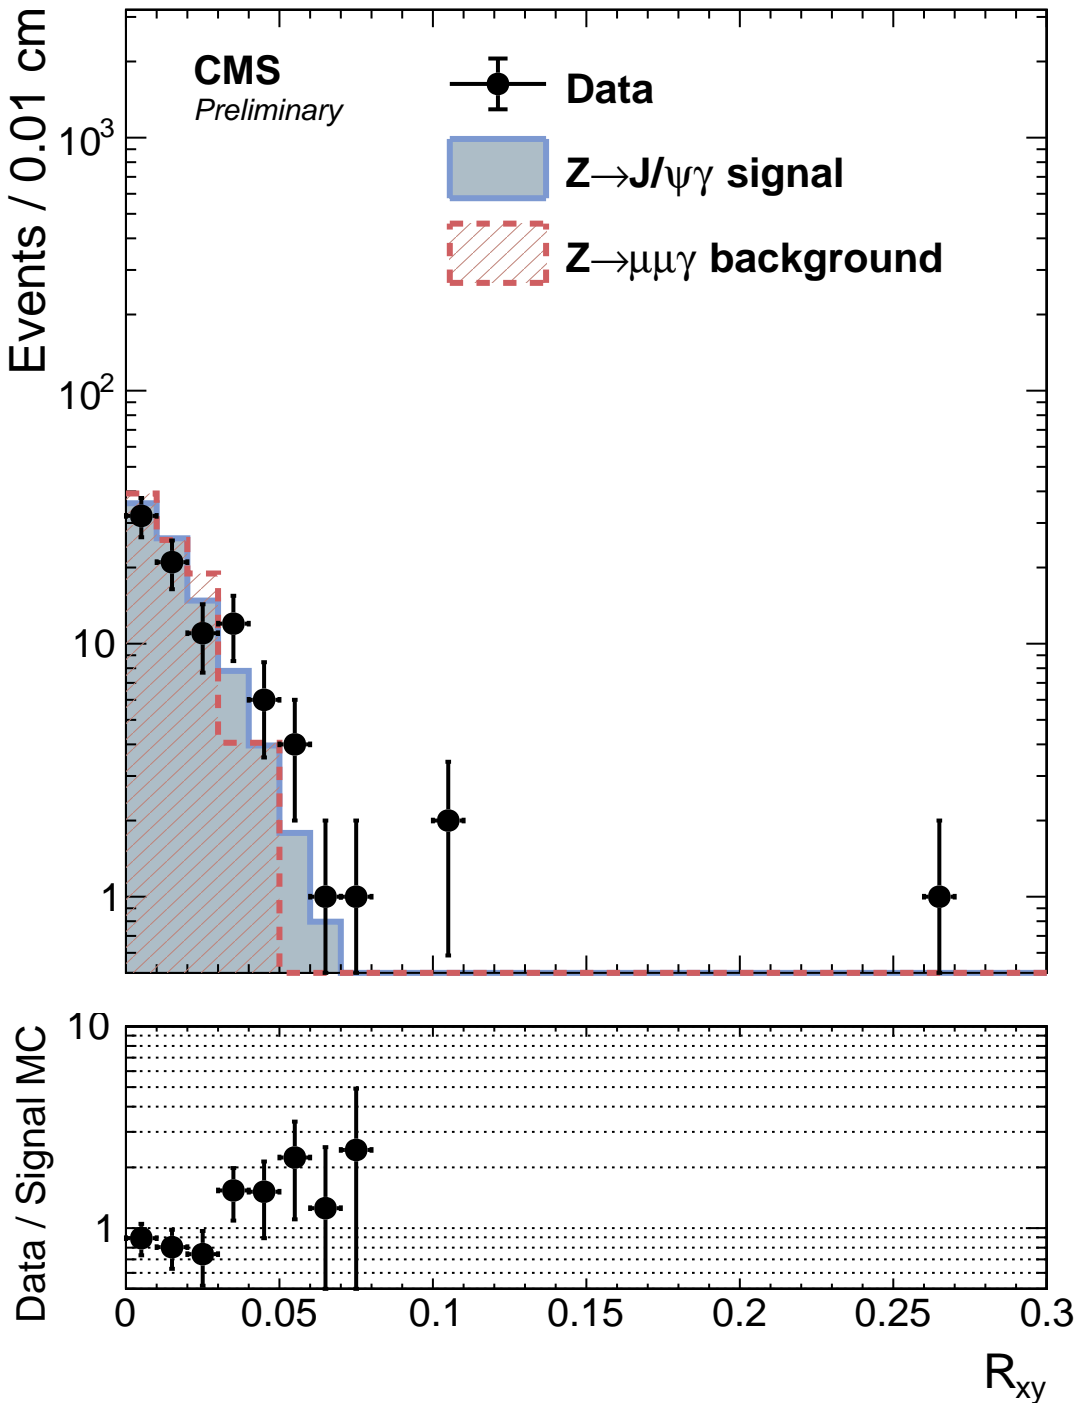 CMS
Preliminary
Data
Z→J/ψγ signal
Z→μμγ background
Events / 0.01 cm
10³
10²
10
1
Data / Signal MC
10
1
0 0.05 0.1 0.15 0.2 0.25 0.3
R_xy